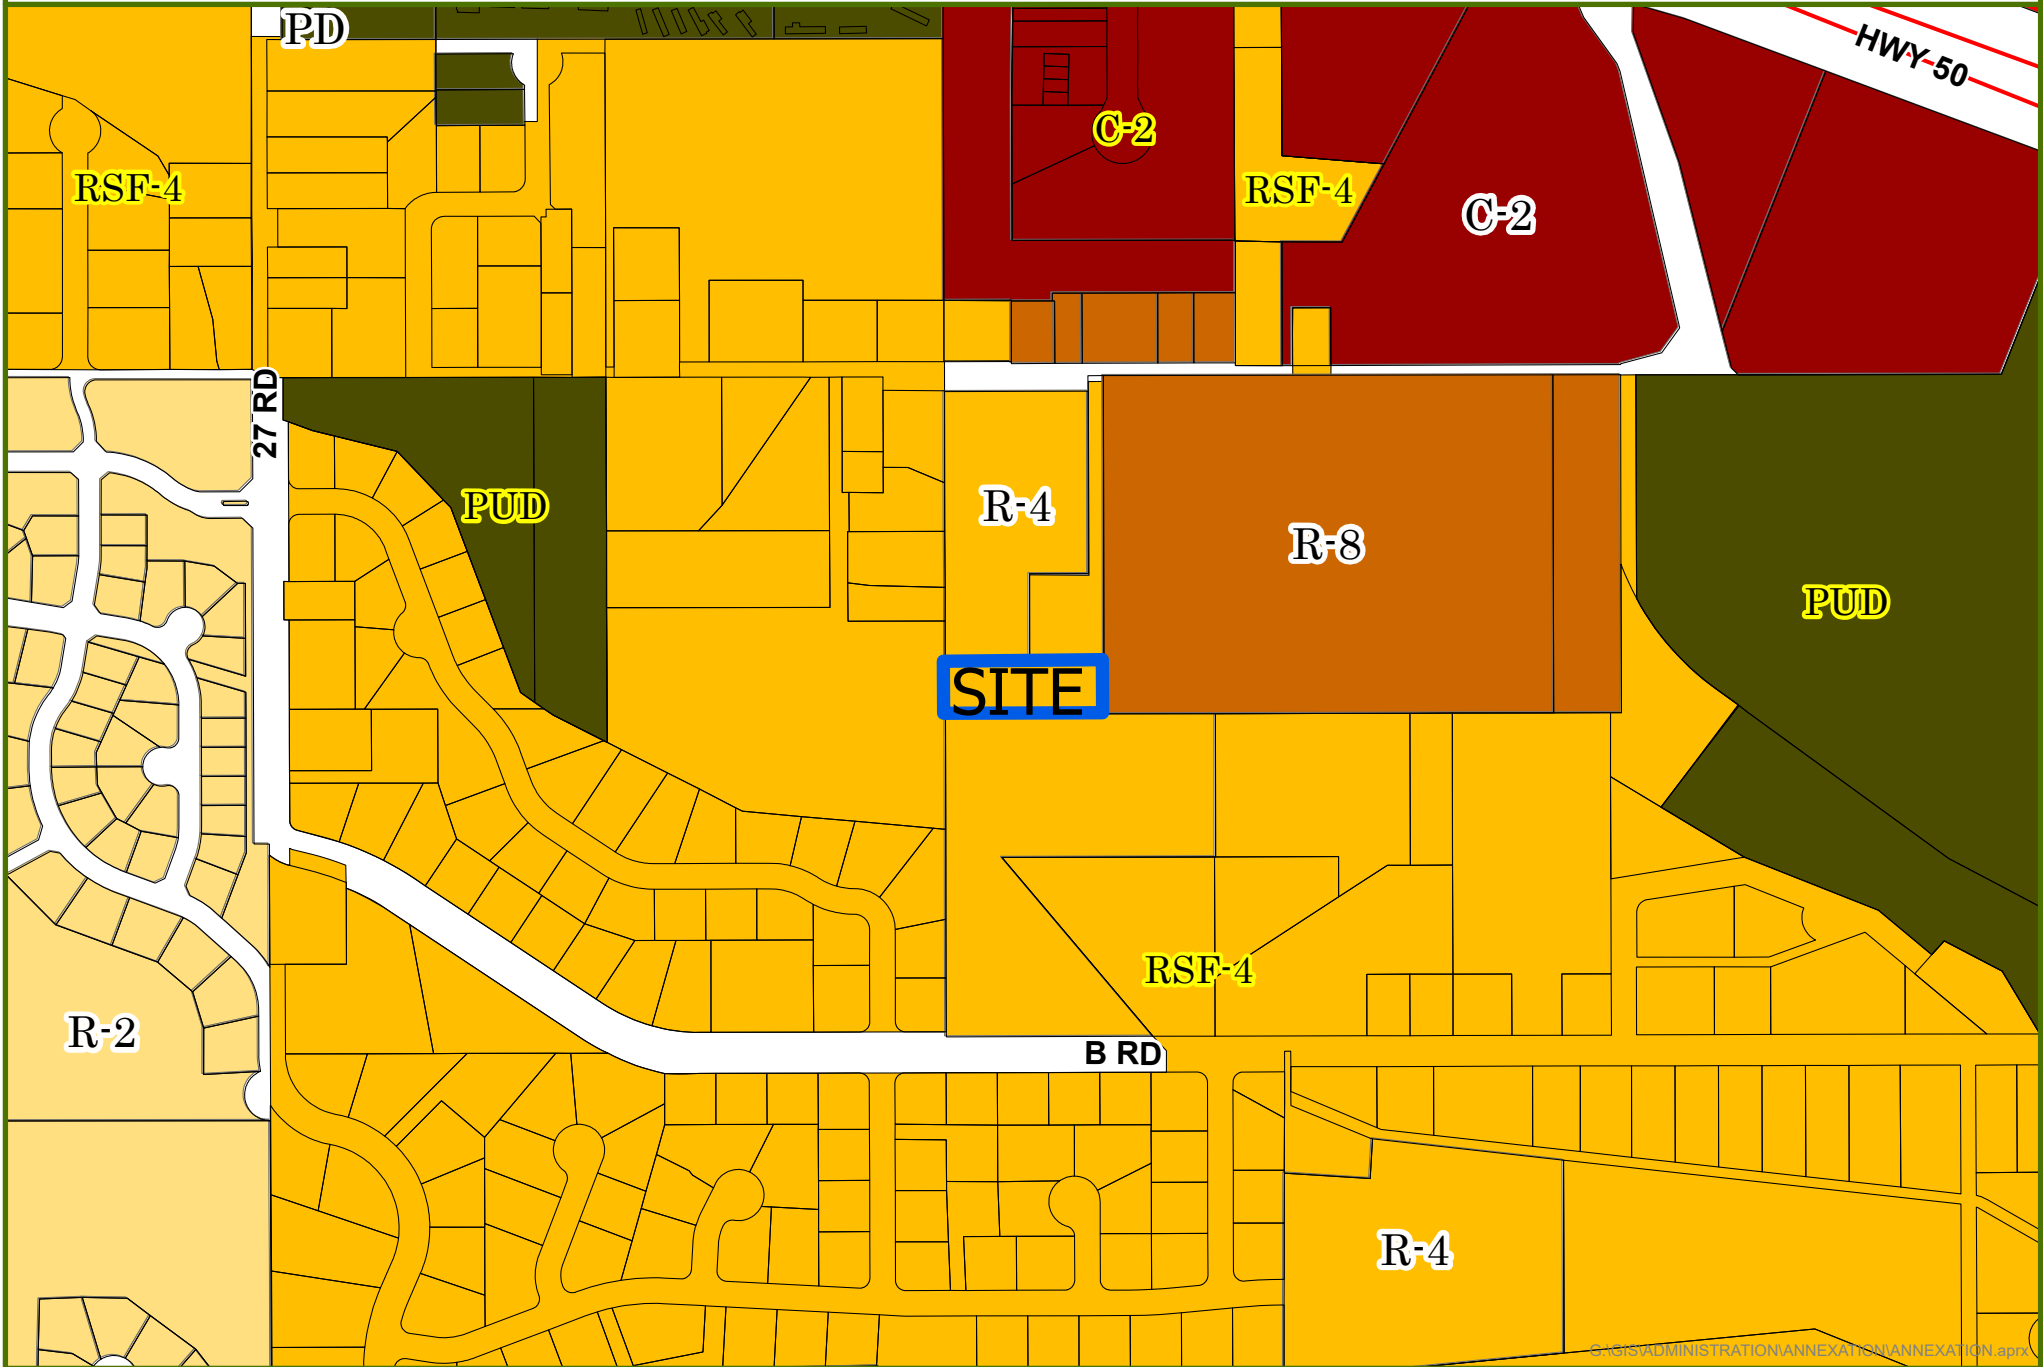 PD
HWY 50
C-2
RSF-4
RSF-4
C-2
27 RD
PUD
R-4
R-8
PUD
SITE
RSF-4
R-2
B RD
R-4
G:\GIS\ADMINISTRATION\ANNEXATION\ANNEXATION.aprx